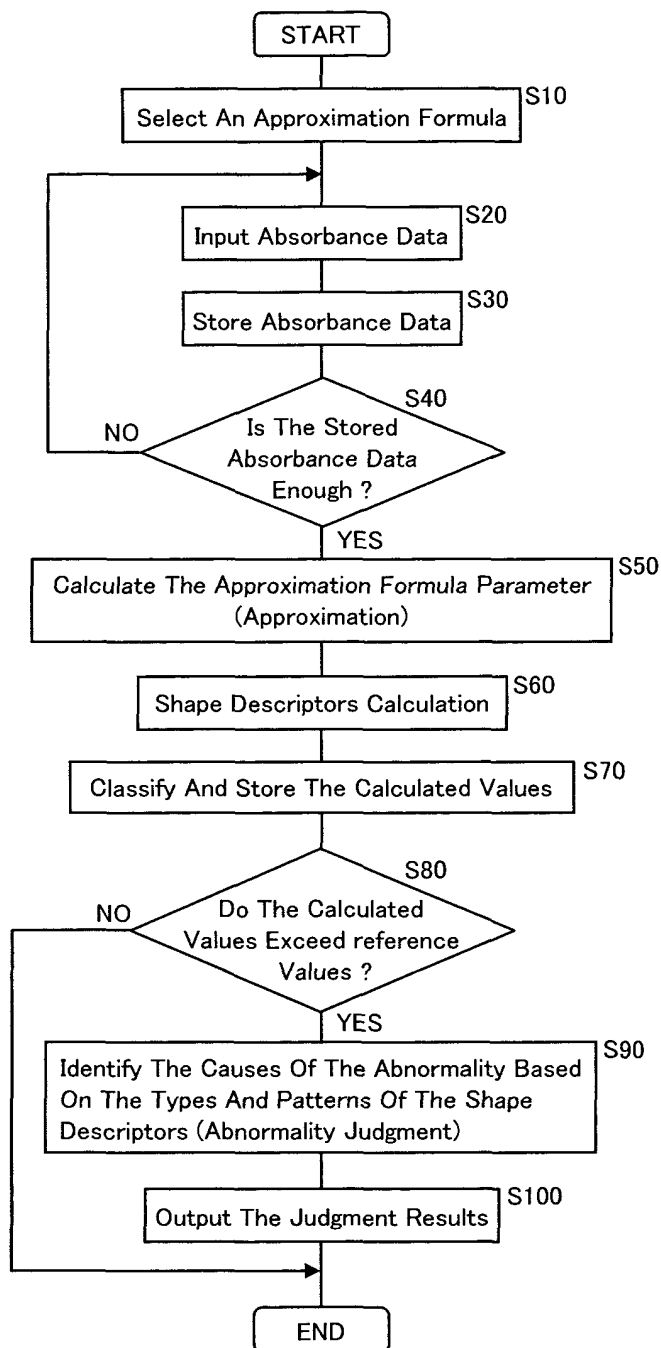 START
S10
Select An Approximation Formula
S20
Input Absorbance Data
S30
Store Absorbance Data
S40
NO
Is The Stored
Absorbance Data
Enough ?
YES
S50
Calculate The Approximation Formula Parameter
(Approximation)
S60
Shape Descriptors Calculation
S70
Classify And Store The Calculated Values
S80
NO
Do The Calculated
Values Exceed reference
Values ?
YES
S90
Identify The Causes Of The Abnormality Based
On The Types And Patterns Of The Shape
Descriptors (Abnormality Judgment)
S100
Output The Judgment Results
END